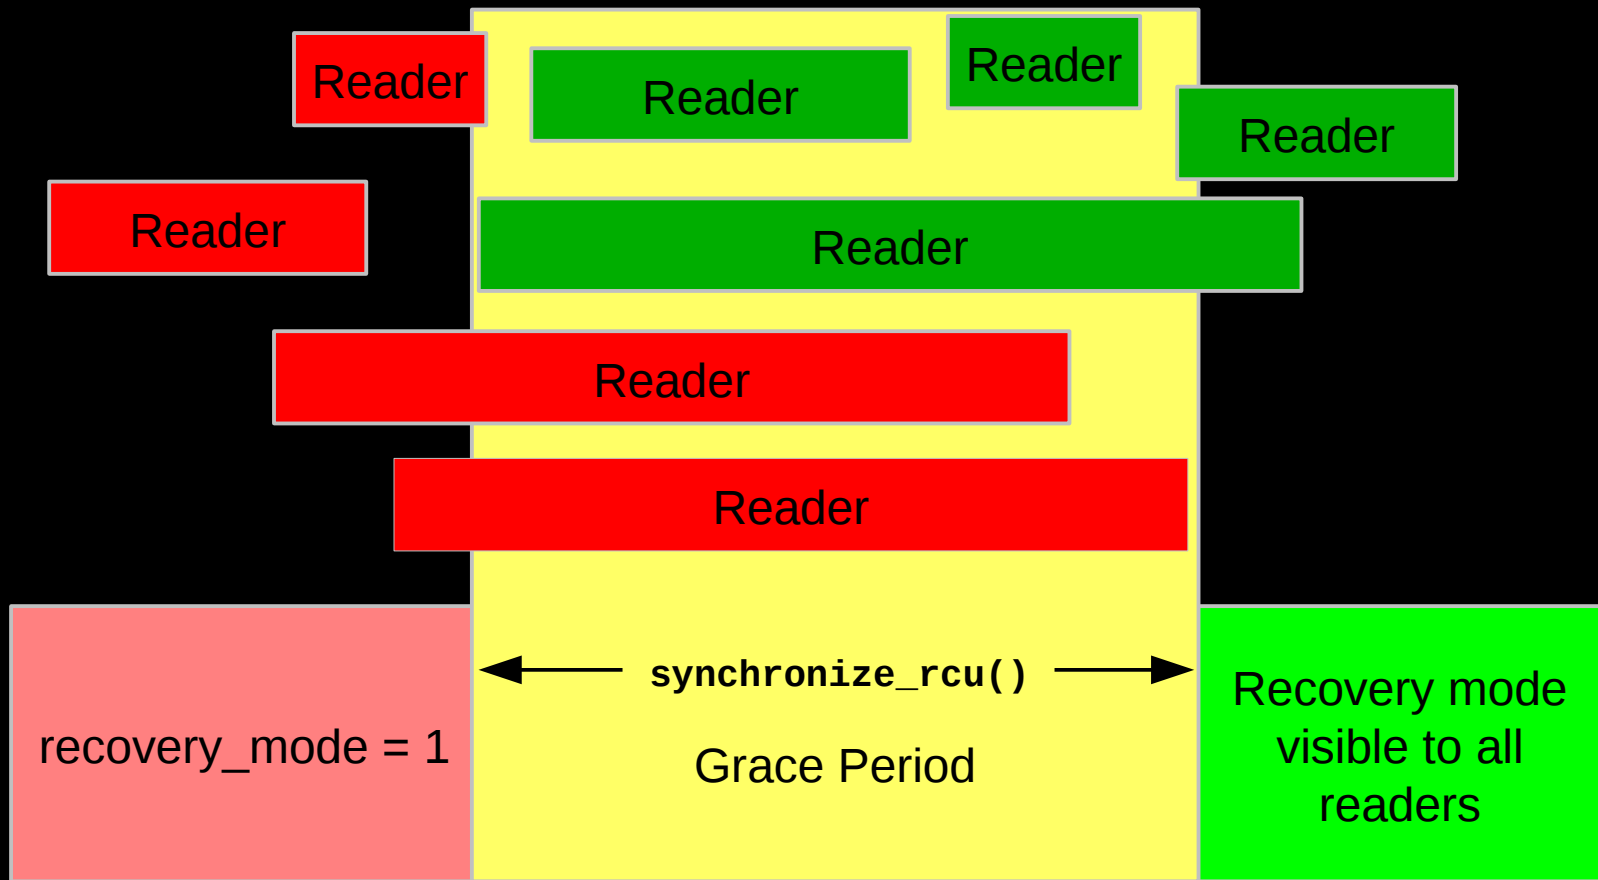 Reader
Reader
Reader
Reader
Reader
Reader
Reader
Reader
synchronize_rcu()
Grace Period
recovery_mode = 1
Recovery mode
visible to all
readers